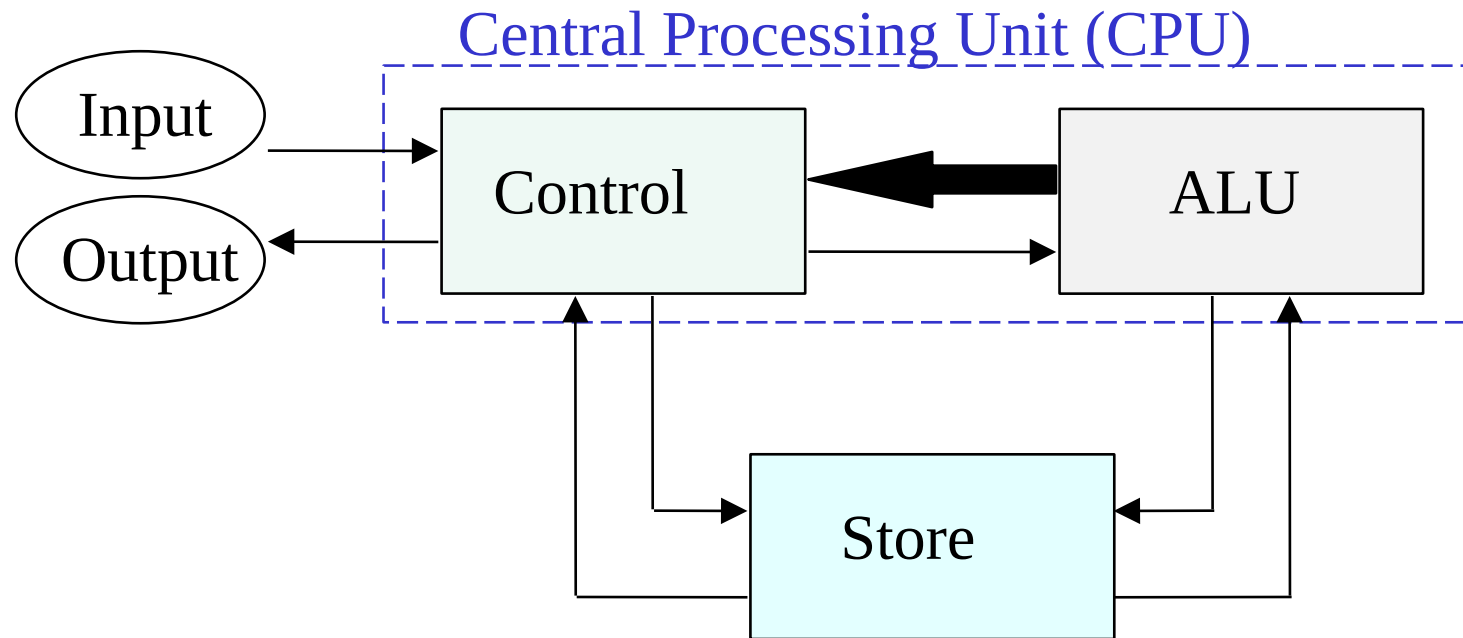 Central Processing Unit (CPU)
Input
Control
ALU
Output
Store